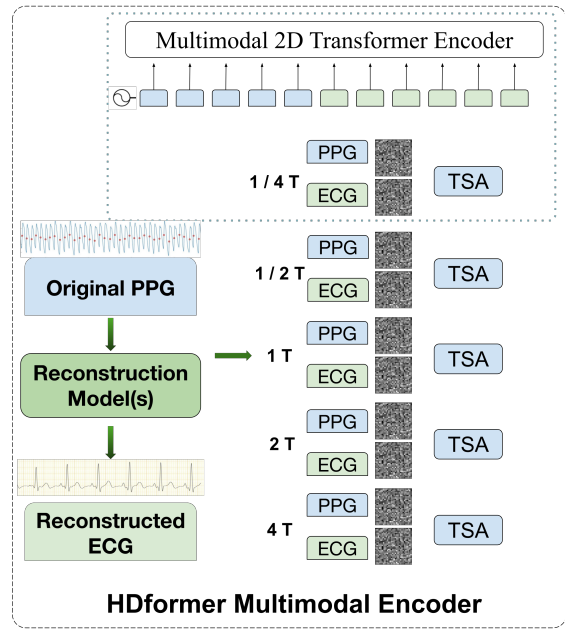 Multimodal 2D Transformer Encoder
PPG
1 / 4 T
TSA
ECG
Original PPG
PPG
1 / 2 T
TSA
ECG
Reconstruction
Model(s)
PPG
1 T
TSA
ECG
PPG
2 T
TSA
ECG
Reconstructed
ECG
PPG
4 T
TSA
ECG
HDformer Multimodal Encoder